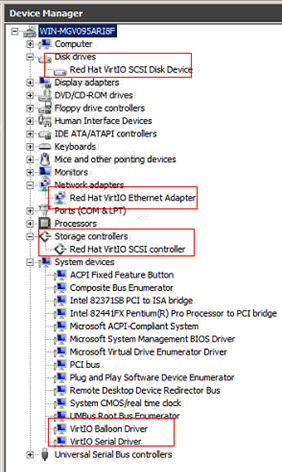 Device Manager
WIN-MGV095ARI8F
Computer
Disk drives
Red Hat VirtIO SCSI Disk Device
Display adapters
DVD/CD-ROM drives
Floppy drive controllers
Human Interface Devices
IDE ATA/ATAPI controllers
Keyboards
Mice and other pointing devices
Monitors
Network adapters
Red Hat VirtIO Ethernet Adapter
Ports (COM & LPT)
Processors
Storage controllers
Red Hat VirtIO SCSI controller
System devices
ACPI Fixed Feature Button
Composite Bus Enumerator
Intel 82371SB PCI to ISA bridge
Intel 82441FX Pentium(R) Pro Processor to PCI bridge
Microsoft ACPI-Compliant System
Microsoft System Management BIOS Driver
Microsoft Virtual Drive Enumerator Driver
PCI bus
Plug and Play Software Device Enumerator
Remote Desktop Device Redirector Bus
System CMOS/real time clock
UMBus Root Bus Enumerator
VirtIO Balloon Driver
VirtIO Serial Driver
Universal Serial Bus controllers